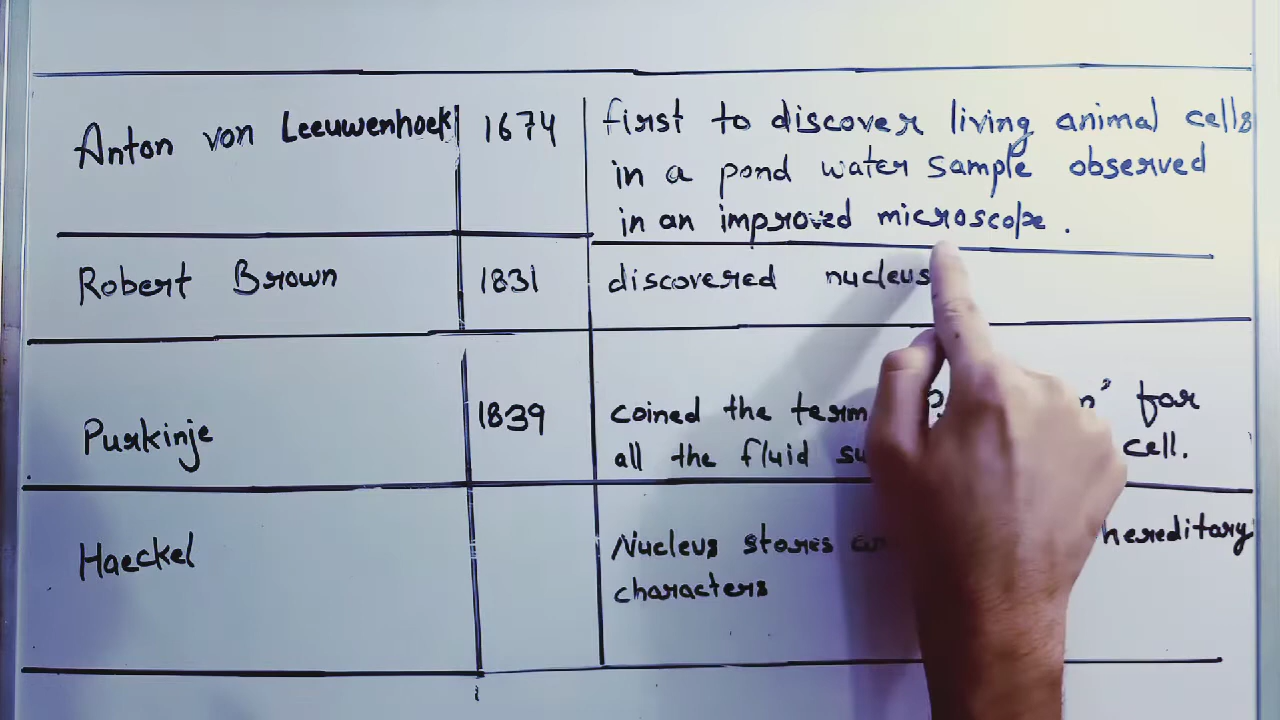 Anton von Leeuwenhoek 1674 first to discover living animal cells
in a pond water sample observed
in an improved microscope.
Robert Brown 1831 discovered nucleus
Purkinje 1839 coined the term for
all the fluid cell.
Haeckel Nucleus stores hereditary
characters